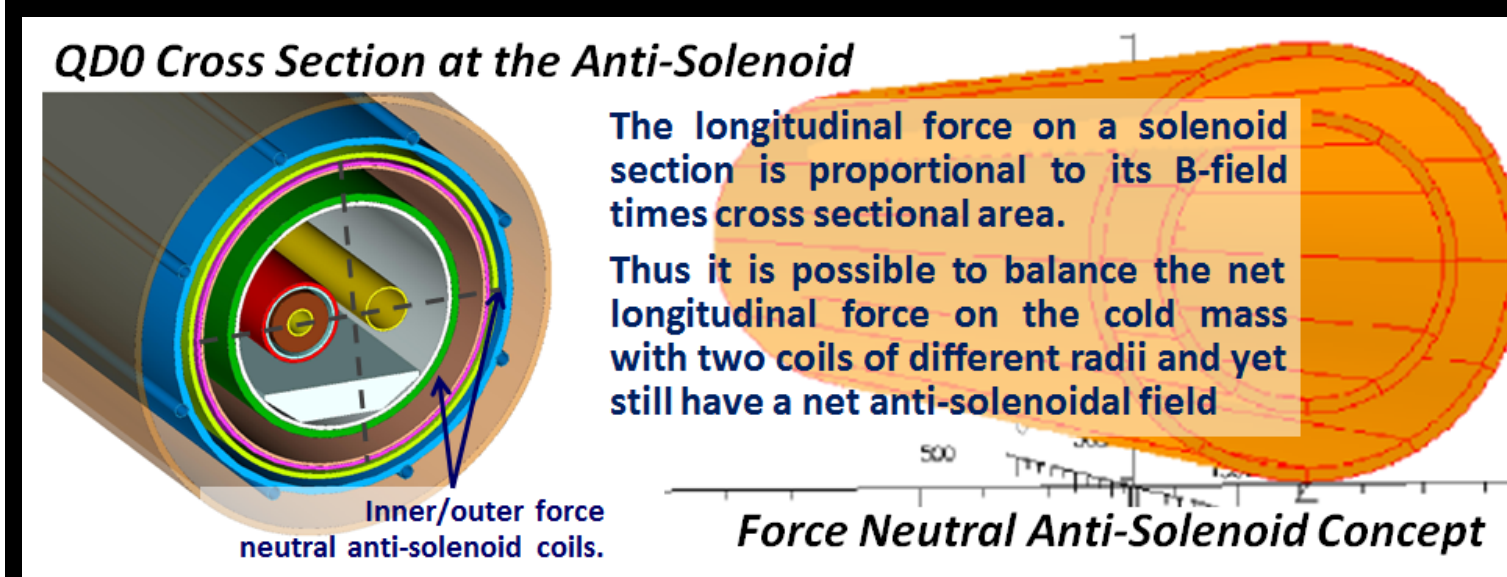 QD0 Cross Section at the Anti-Solenoid
The longitudinal force on a solenoid
section is proportional to its B-field
times cross sectional area.
Thus it is possible to balance the net
longitudinal force on the cold mass
with two coils of different radii and yet
still have a net anti-solenoidal field
500
Inner/outer force
neutral anti-solenoid coils.
Force Neutral Anti-Solenoid Concept